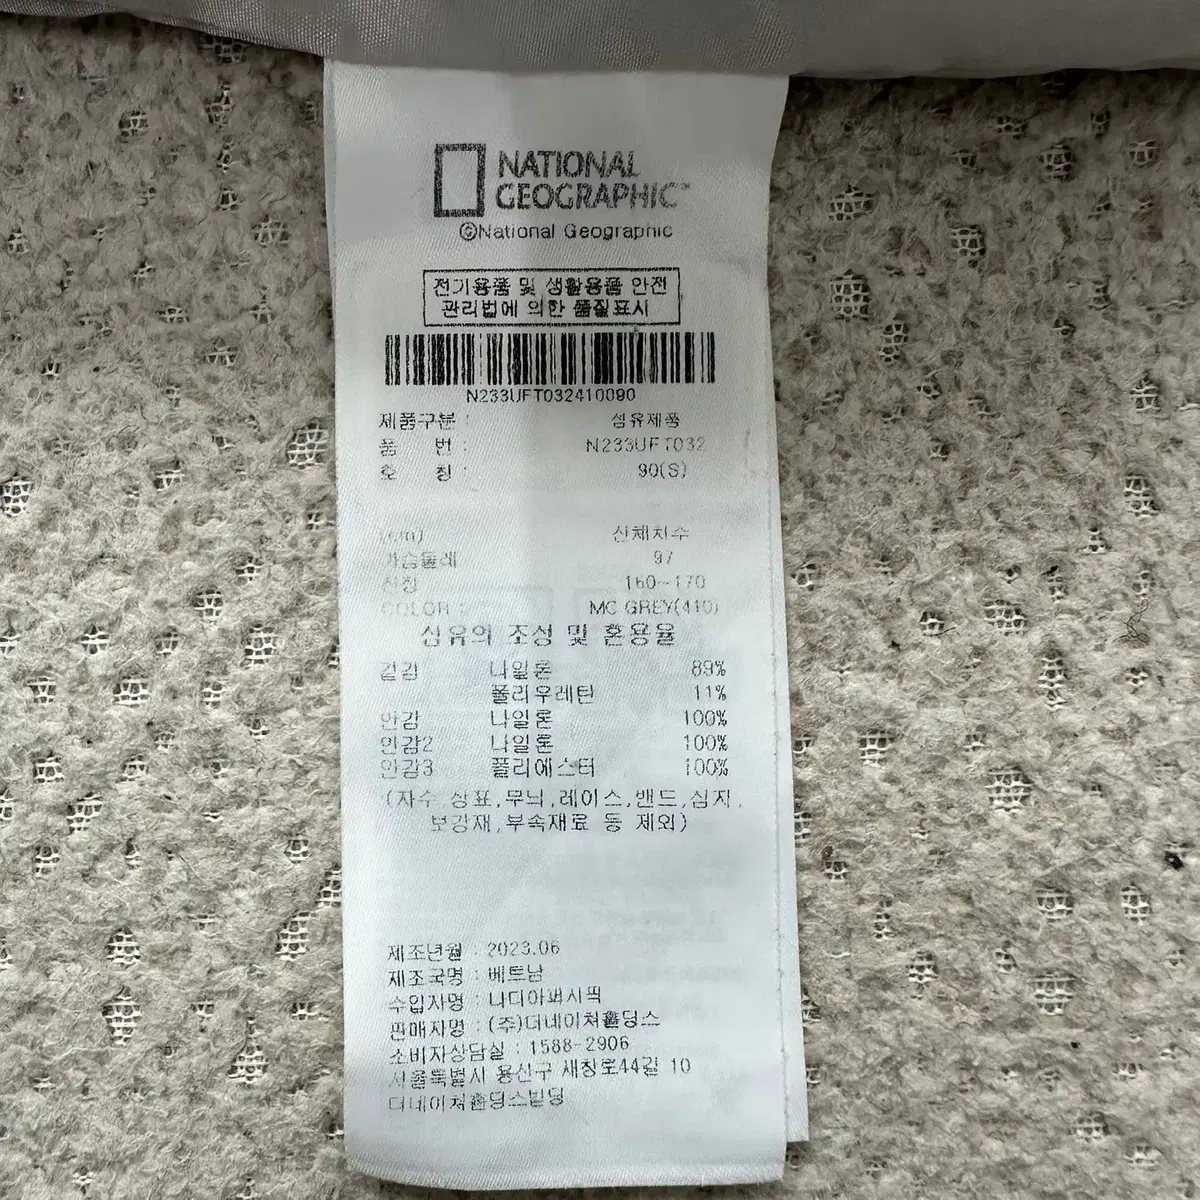 NATIONAL
GEOGRAPHIC™
©National Geographic
전기용품 및 생활용품 안전
관리법에 의한 품질표시
N233UFT032410090
제품구분 : 섬유제품
품 번 : N233UFT032
호 칭 : 90(S)
(cm) 신체치수
가슴둘레 97
신장 160~170
COLOR : MC GREY(410)
섬유의 조성 및 혼용율
겉감 나일론 89%
폴리우레탄 11%
안감 나일론 100%
안감2 나일론 100%
안감3 폴리에스터 100%
(자수,상표,무늬,레이스,밴드,심지,
보강재,부속재료 등 제외)
제조년월 : 2023.06
제조국명 : 베트남
수입자명 : 나디아퍼시픽
판매자명 : (주)더네이쳐홀딩스
소비자상담실 : 1588-2906
서울특별시 용산구 새창로44길 10
더네이쳐홀딩스빌딩